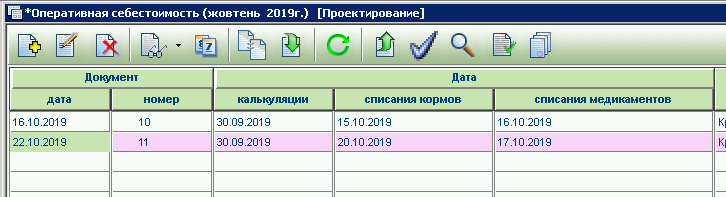 *Оперативная себестоимость (жовтень 2019г.) [Проектирование]
Документ Дата
дата номер калькуляции списания кормов списания медикаментов
16.10.2019 10 30.09.2019 15.10.2019 16.10.2019
22.10.2019 11 30.09.2019 20.10.2019 17.10.2019